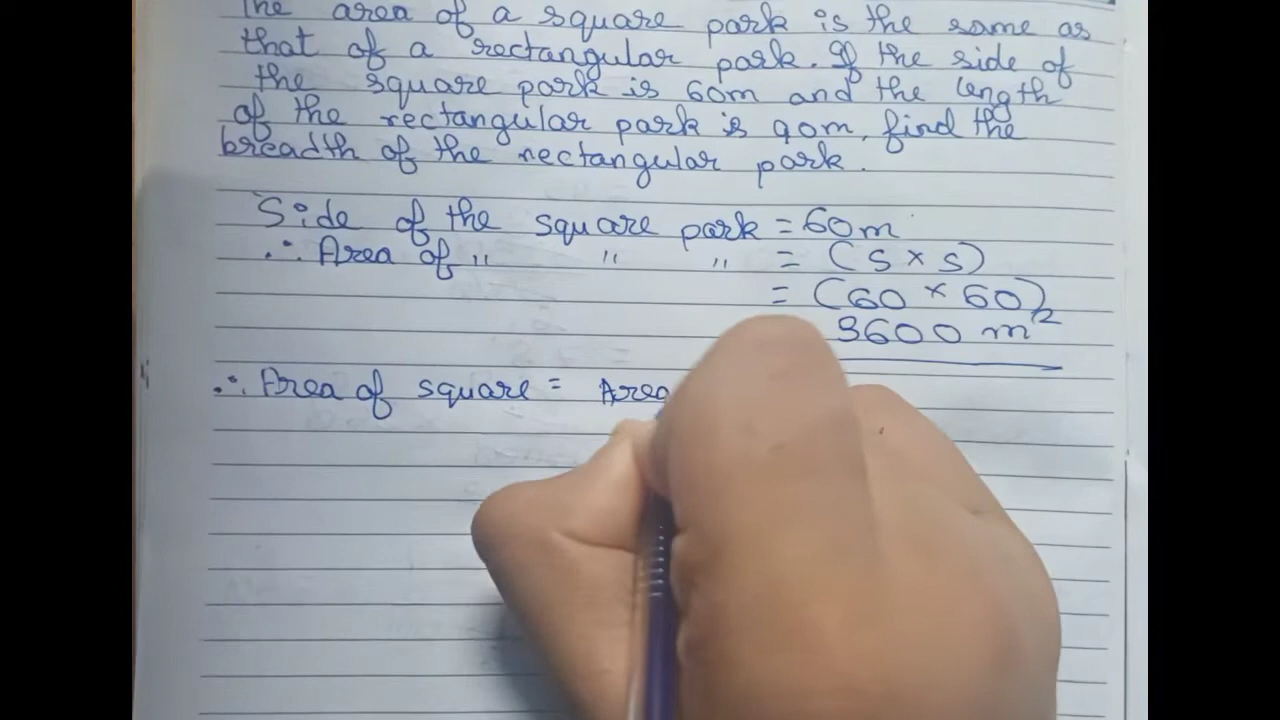 The area of a square park is the same as
that of a rectangular park. If the side of
the square park is 60m and the length
of the rectangular park is 90m, find the
breadth of the rectangular park.
Side of the square park = 60m
∴ Area of " " " = (S × S)
= (60 × 60)
3600 m²
∴ Area of square = Area